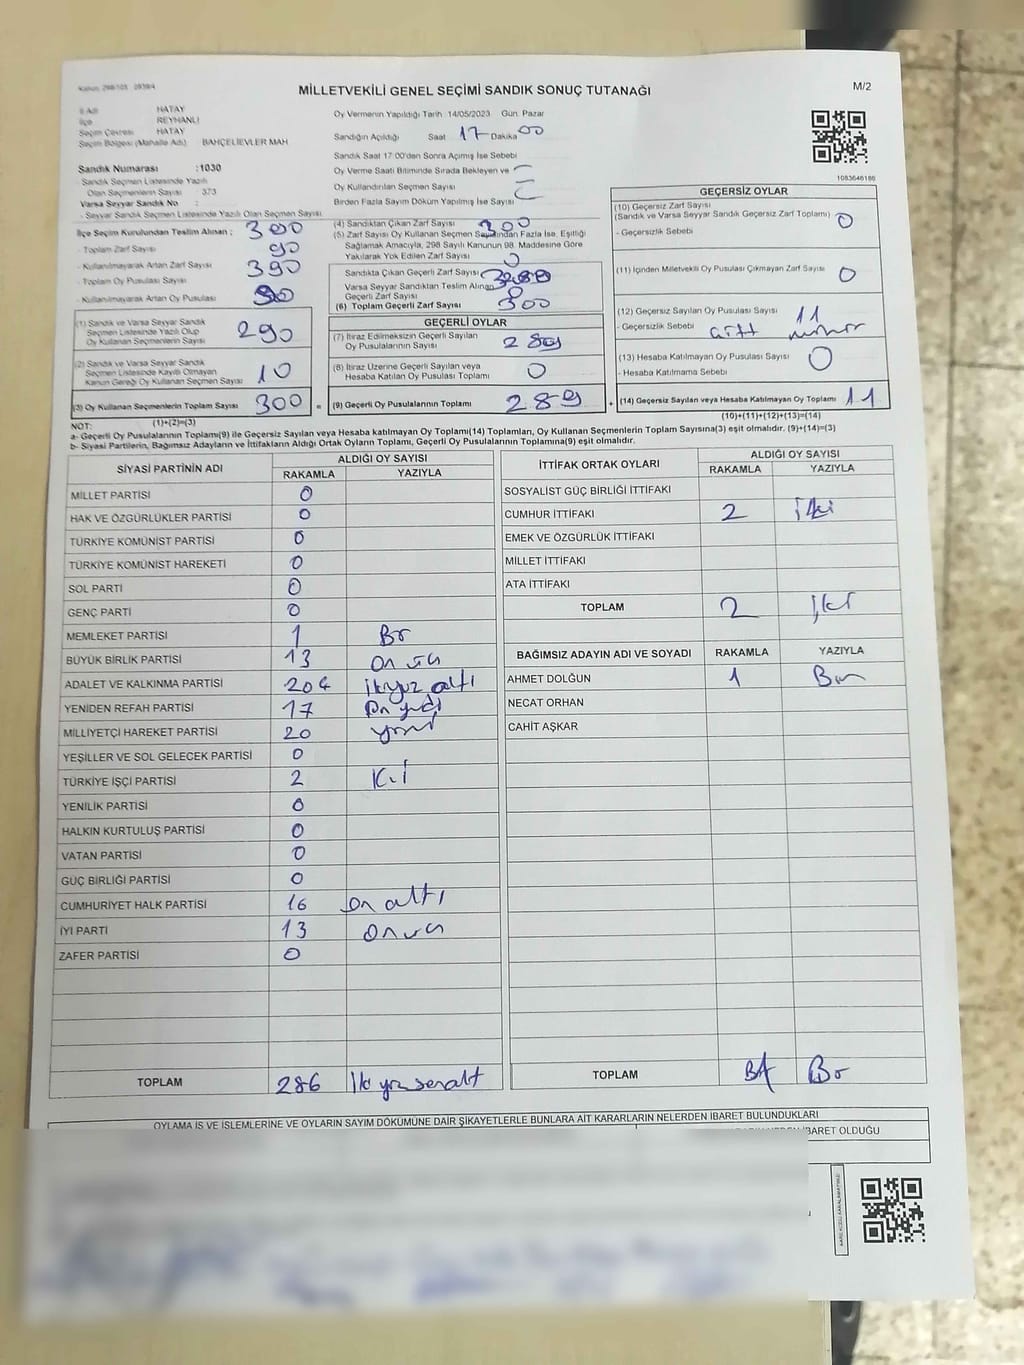 Kanun: 298/105 2839/4
MİLLETVEKİLİ GENEL SEÇİMİ SANDIK SONUÇ TUTANAĞI
M/2
İl Adı HATAY
İlçe REYHANLI
Seçim Çevresi HATAY
Seçim Bölgesi (Mahalle Adı) BAHÇELİEVLER MAH
Sandık Numarası :1030
- Sandık Seçmen Listesinde Yazılı
Olan Seçmenlerin Sayısı 373
Varsa Seyyar Sandık No :
- Seyyar Sandık Seçmen Listesinde Yazılı Olan Seçmen Sayısı
İlçe Seçim Kurulundan Teslim Alınan ;
- Toplam Zarf Sayısı 390
- Kullanılmayarak Artan Zarf Sayısı 90
- Toplam Oy Pusulası Sayısı 390
- Kullanılmayarak Artan Oy Pusulası 90
(1) Sandık ve Varsa Seyyar Sandık
Seçmen Listesinde Yazılı Olup
Oy Kullanan Seçmenlerin Sayısı 290
(2) Sandık ve Varsa Seyyar Sandık
Seçmen Listesinde Kayıtlı Olmayan
Kanun Gereği Oy Kullanan Seçmen Sayısı 10
(3) Oy Kullanan Seçmenlerin Toplam Sayısı 300 =
(1)+(2)=(3)
Oy Vermenin Yapıldığı Tarih :14/05/2023 Gün: Pazar
Sandığın Açıldığı Saat 17 Dakika 00
Sandık Saat 17:00'den Sonra Açılmış İse Sebebi
Oy Verme Saati Bitiminde Sırada Bekleyen ve
Oy Kullandırılan Seçmen Sayısı
Birden Fazla Sayım Döküm Yapılmış İse Sayısı
(4) Sandıktan Çıkan Zarf Sayısı 300
(5) Zarf Sayısı Oy Kullanan Seçmen Sayısından Fazla İse, Eşitliği
Sağlamak Amacıyla, 298 Sayılı Kanunun 98. Maddesine Göre
Yakılarak Yok Edilen Zarf Sayısı 0
Sandıkta Çıkan Geçerli Zarf Sayısı
Varsa Seyyar Sandıktan Teslim Alınan
Geçerli Zarf Sayısı 0
(6) Toplam Geçerli Zarf Sayısı 300
GEÇERLİ OYLAR
(7) İtiraz Edilmeksizin Geçerli Sayılan
Oy Pusulalarının Sayısı 289
(8) İtiraz Üzerine Geçerli Sayılan veya
Hesaba Katılan Oy Pusulası Toplamı 0
(9) Geçerli Oy Pusulalarının Toplamı 289 +
1083646186
GEÇERSİZ OYLAR
(10) Geçersiz Zarf Sayısı
(Sandık ve Varsa Seyyar Sandık Geçersiz Zarf Toplamı) 0
- Geçersizlik Sebebi
(11) İçinden Milletvekili Oy Pusulası Çıkmayan Zarf Sayısı 0
(12) Geçersiz Sayılan Oy Pusulası Sayısı 11
- Geçersizlik Sebebi çift mühür
(13) Hesaba Katılmayan Oy Pusulası Sayısı 0
- Hesaba Katılmama Sebebi
(14) Geçersiz Sayılan veya Hesaba Katılmayan Oy Toplamı 11
(10)+(11)+(12)+(13)=(14)
NOT:
a- Geçerli Oy Pusulalarının Toplamı(9) ile Geçersiz Sayılan veya Hesaba katılmayan Oy Toplamı(14) Toplamları, Oy Kullanan Seçmenlerin Toplam Sayısına(3) eşit olmalıdır. (9)+(14)=(3)
b- Siyasi Partilerin, Bağımsız Adayların ve İttifakların Aldığı Ortak Oyların Toplamı, Geçerli Oy Pusulalarının Toplamına(9) eşit olmalıdır.
SİYASİ PARTİNİN ADI ALDIĞI OY SAYISI
RAKAMLA YAZIYLA
MİLLET PARTİSİ 0
HAK VE ÖZGÜRLÜKLER PARTİSİ 0
TÜRKİYE KOMÜNİST PARTİSİ 0
TÜRKİYE KOMÜNİST HAREKETİ 0
SOL PARTİ 0
GENÇ PARTİ 0
MEMLEKET PARTİSİ 1 Bir
BÜYÜK BİRLİK PARTİSİ 13 on üç
ADALET VE KALKINMA PARTİSİ 204 ikiyüz altı
YENİDEN REFAH PARTİSİ 17 On yedi
MİLLİYETÇİ HAREKET PARTİSİ 20 yirmi
YEŞİLLER VE SOL GELECEK PARTİSİ 0
TÜRKİYE İŞÇİ PARTİSİ 2 iki
YENİLİK PARTİSİ 0
HALKIN KURTULUŞ PARTİSİ 0
VATAN PARTİSİ 0
GÜÇ BİRLİĞİ PARTİSİ 0
CUMHURİYET HALK PARTİSİ 16 on altı
İYİ PARTİ 13 onüç
ZAFER PARTİSİ 0
TOPLAM 286
İTTİFAK ORTAK OYLARI ALDIĞI OY SAYISI
RAKAMLA YAZIYLA
SOSYALİST GÜÇ BİRLİĞİ İTTİFAKI
CUMHUR İTTİFAKI 2 iki
EMEK VE ÖZGÜRLÜK İTTİFAKI
MİLLET İTTİFAKI
ATA İTTİFAKI
TOPLAM 2 iki
BAĞIMSIZ ADAYIN ADI VE SOYADI RAKAMLA YAZIYLA
AHMET DOLĞUN 1 Bir
NECAT ORHAN
CAHİT AŞKAR
TOPLAM Bir
OYLAMA İŞ VE İŞLEMLERİNE VE OYLARIN SAYIM DÖKÜMÜNE DAİR ŞİKAYETLERLE BUNLARA AİT KARARLARIN NELERDEN İBARET BULUNDUKLARI
İBARET OLDUĞU